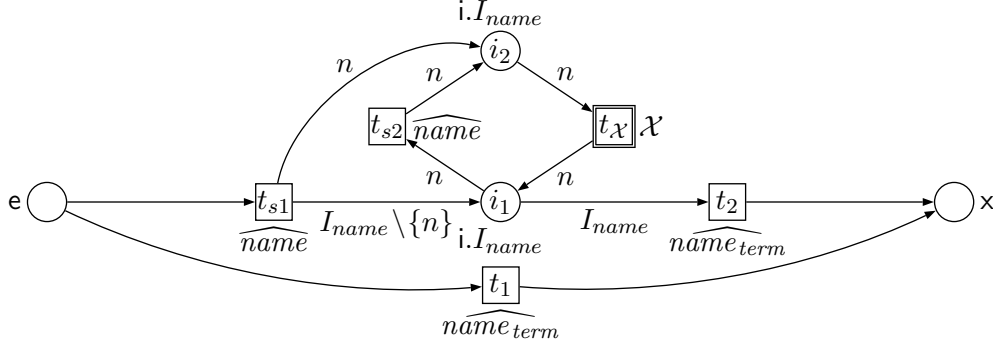 i.I_name
i_2
n
n
n
t_s2
\widehat{name}
t_𝒳
𝒳
n
n
e
t_s1
\widehat{name}
I_name\{n}
i_1
i.I_name
I_name
t_2
\widehat{name_term}
x
t_1
\widehat{name_term}